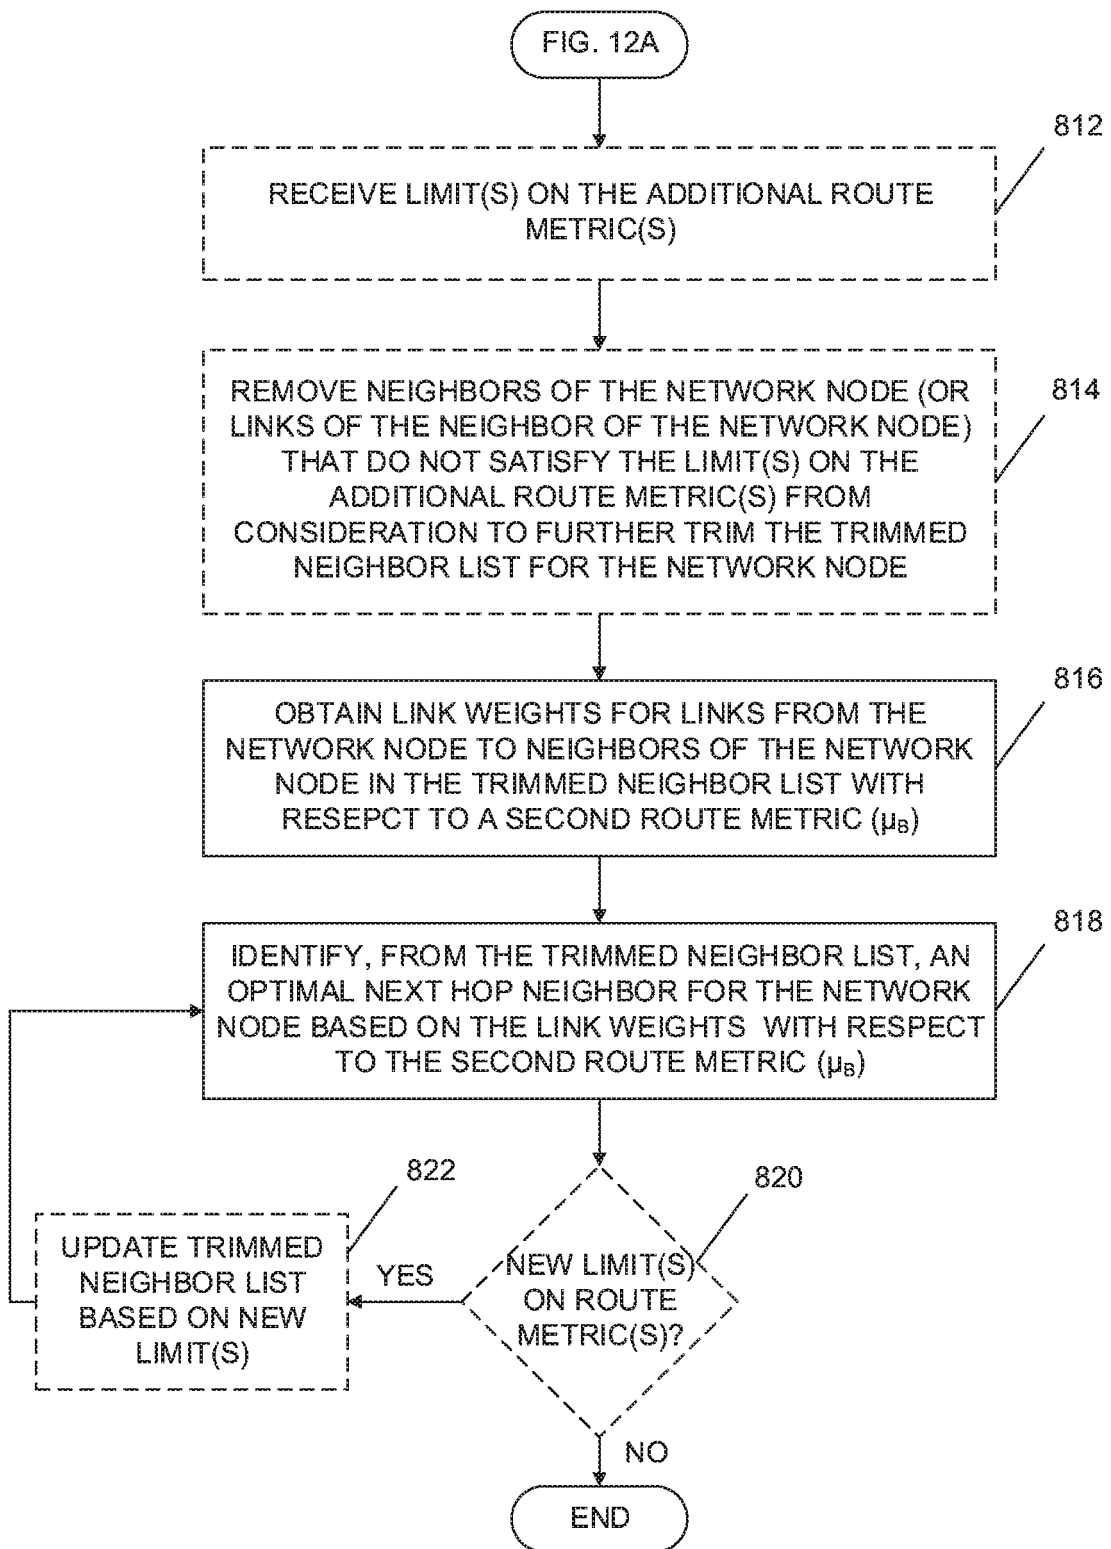 FIG. 12A
812
RECEIVE LIMIT(S) ON THE ADDITIONAL ROUTE
METRIC(S)
814
REMOVE NEIGHBORS OF THE NETWORK NODE (OR
LINKS OF THE NEIGHBOR OF THE NETWORK NODE)
THAT DO NOT SATISFY THE LIMIT(S) ON THE
ADDITIONAL ROUTE METRIC(S) FROM
CONSIDERATION TO FURTHER TRIM THE TRIMMED
NEIGHBOR LIST FOR THE NETWORK NODE
816
OBTAIN LINK WEIGHTS FOR LINKS FROM THE
NETWORK NODE TO NEIGHBORS OF THE NETWORK
NODE IN THE TRIMMED NEIGHBOR LIST WITH
RESEPCT TO A SECOND ROUTE METRIC (μB)
818
IDENTIFY, FROM THE TRIMMED NEIGHBOR LIST, AN
OPTIMAL NEXT HOP NEIGHBOR FOR THE NETWORK
NODE BASED ON THE LINK WEIGHTS WITH RESPECT
TO THE SECOND ROUTE METRIC (μB)
822
820
UPDATE TRIMMED
NEIGHBOR LIST
BASED ON NEW
LIMIT(S)
YES
NEW LIMIT(S)
ON ROUTE
METRIC(S)?
NO
END